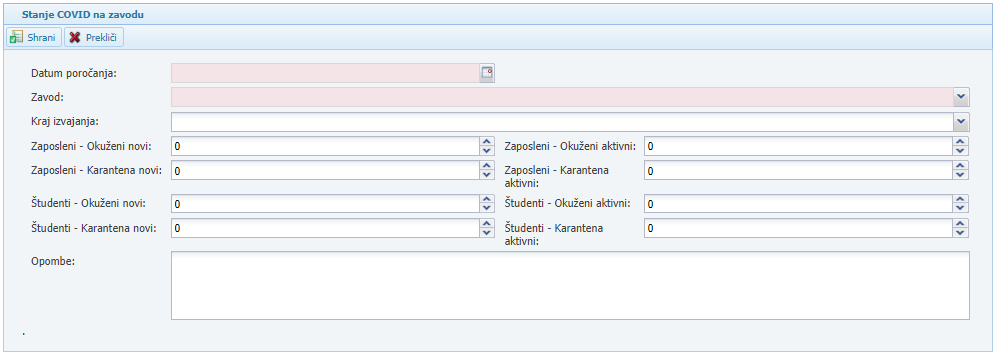 Stanje COVID na zavodu
Shrani Prekliči
Datum poročanja:
Zavod:
Kraj izvajanja:
Zaposleni - Okuženi novi: 0 Zaposleni - Okuženi aktivni: 0
Zaposleni - Karantena novi: 0 Zaposleni - Karantena aktivni: 0
Študenti - Okuženi novi: 0 Študenti - Okuženi aktivni: 0
Študenti - Karantena novi: 0 Študenti - Karantena aktivni: 0
Opombe:
.